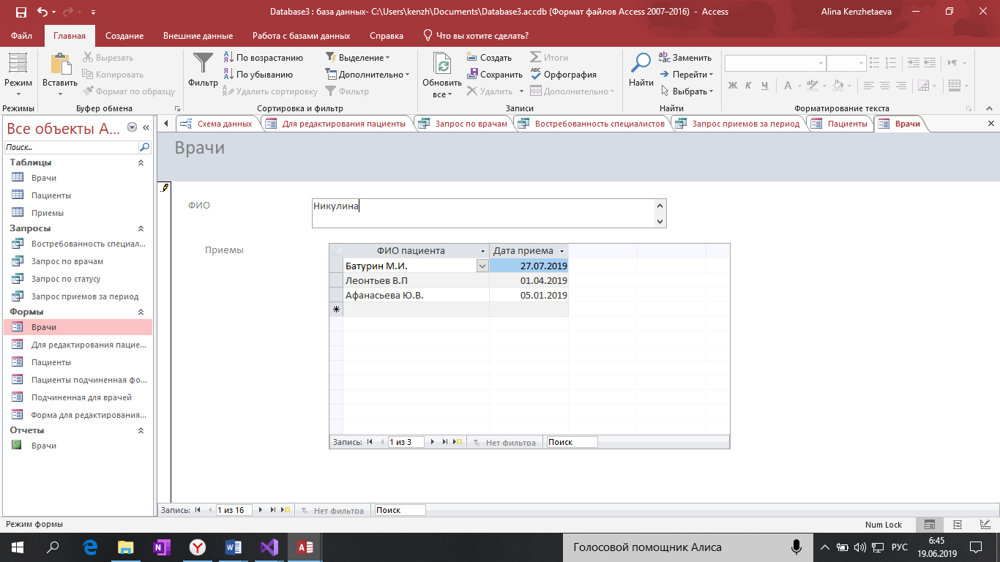 Database3 : база данных- C:\Users\kenzh\Documents\Database3.accdb (Формат файлов Access 2007–2016) - Access
Alina Kenzhetaeva
Файл Главная Создание Внешние данные Работа с базами данных Справка Что вы хотите сделать?
Режим
Режимы
Вставить
Вырезать
Копировать
Формат по образцу
Буфер обмена
Фильтр
По возрастанию
По убыванию
Удалить сортировку
Выделение
Дополнительно
Фильтр
Сортировка и фильтр
Обновить
все
Создать
Сохранить
Удалить
Итоги
Орфография
Дополнительно
Записи
Найти
Заменить
Перейти
Выбрать
Найти
Ж К Ч А
Форматирование текста
Все объекты A...
Поиск...
Таблицы
Врачи
Пациенты
Приемы
Запросы
Востребованность специал...
Запрос по врачам
Запрос по статусу
Запрос приемов за период
Формы
Врачи
Для редактирования пацие...
Пациенты
Пациенты подчиненная фо...
Подчиненная для врачей
Форма для редактирования...
Отчеты
Врачи
Схема данных Для редактирования пациенты Запрос по врачам Востребованность специалистов Запрос приемов за период Пациенты Врачи
Врачи
ФИО Никулина
Приемы
ФИО пациента Дата приема
Батурин М.И. 27.07.2019
Леонтьев В.П 01.04.2019
Афанасьева Ю.В. 05.01.2019
Запись: 1 из 3 Нет фильтра Поиск
Запись: 1 из 16 Нет фильтра Поиск
Режим формы
Num Lock
Голосовой помощник Алиса
РУС
6:45
19.06.2019